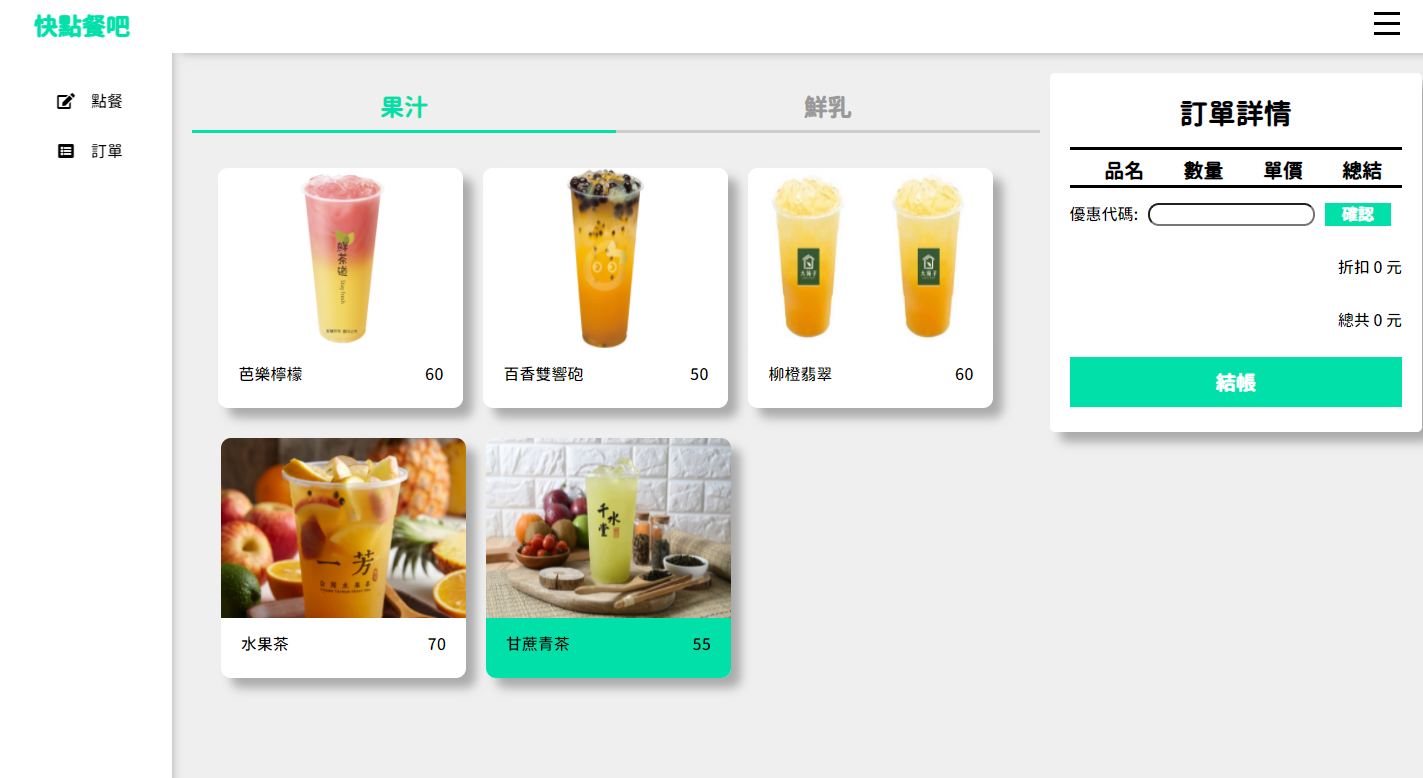 快點餐吧
點餐
訂單
果汁
鮮乳
鮮茶道
Stay fresh
芭樂檸檬 60
百香雙響砲 50
柳橙翡翠 60
一芳
水果茶 70
甘蔗青茶 55
訂單詳情
品名 數量 單價 總結
優惠代碼: 確認
折扣 0 元
總共 0 元
結帳